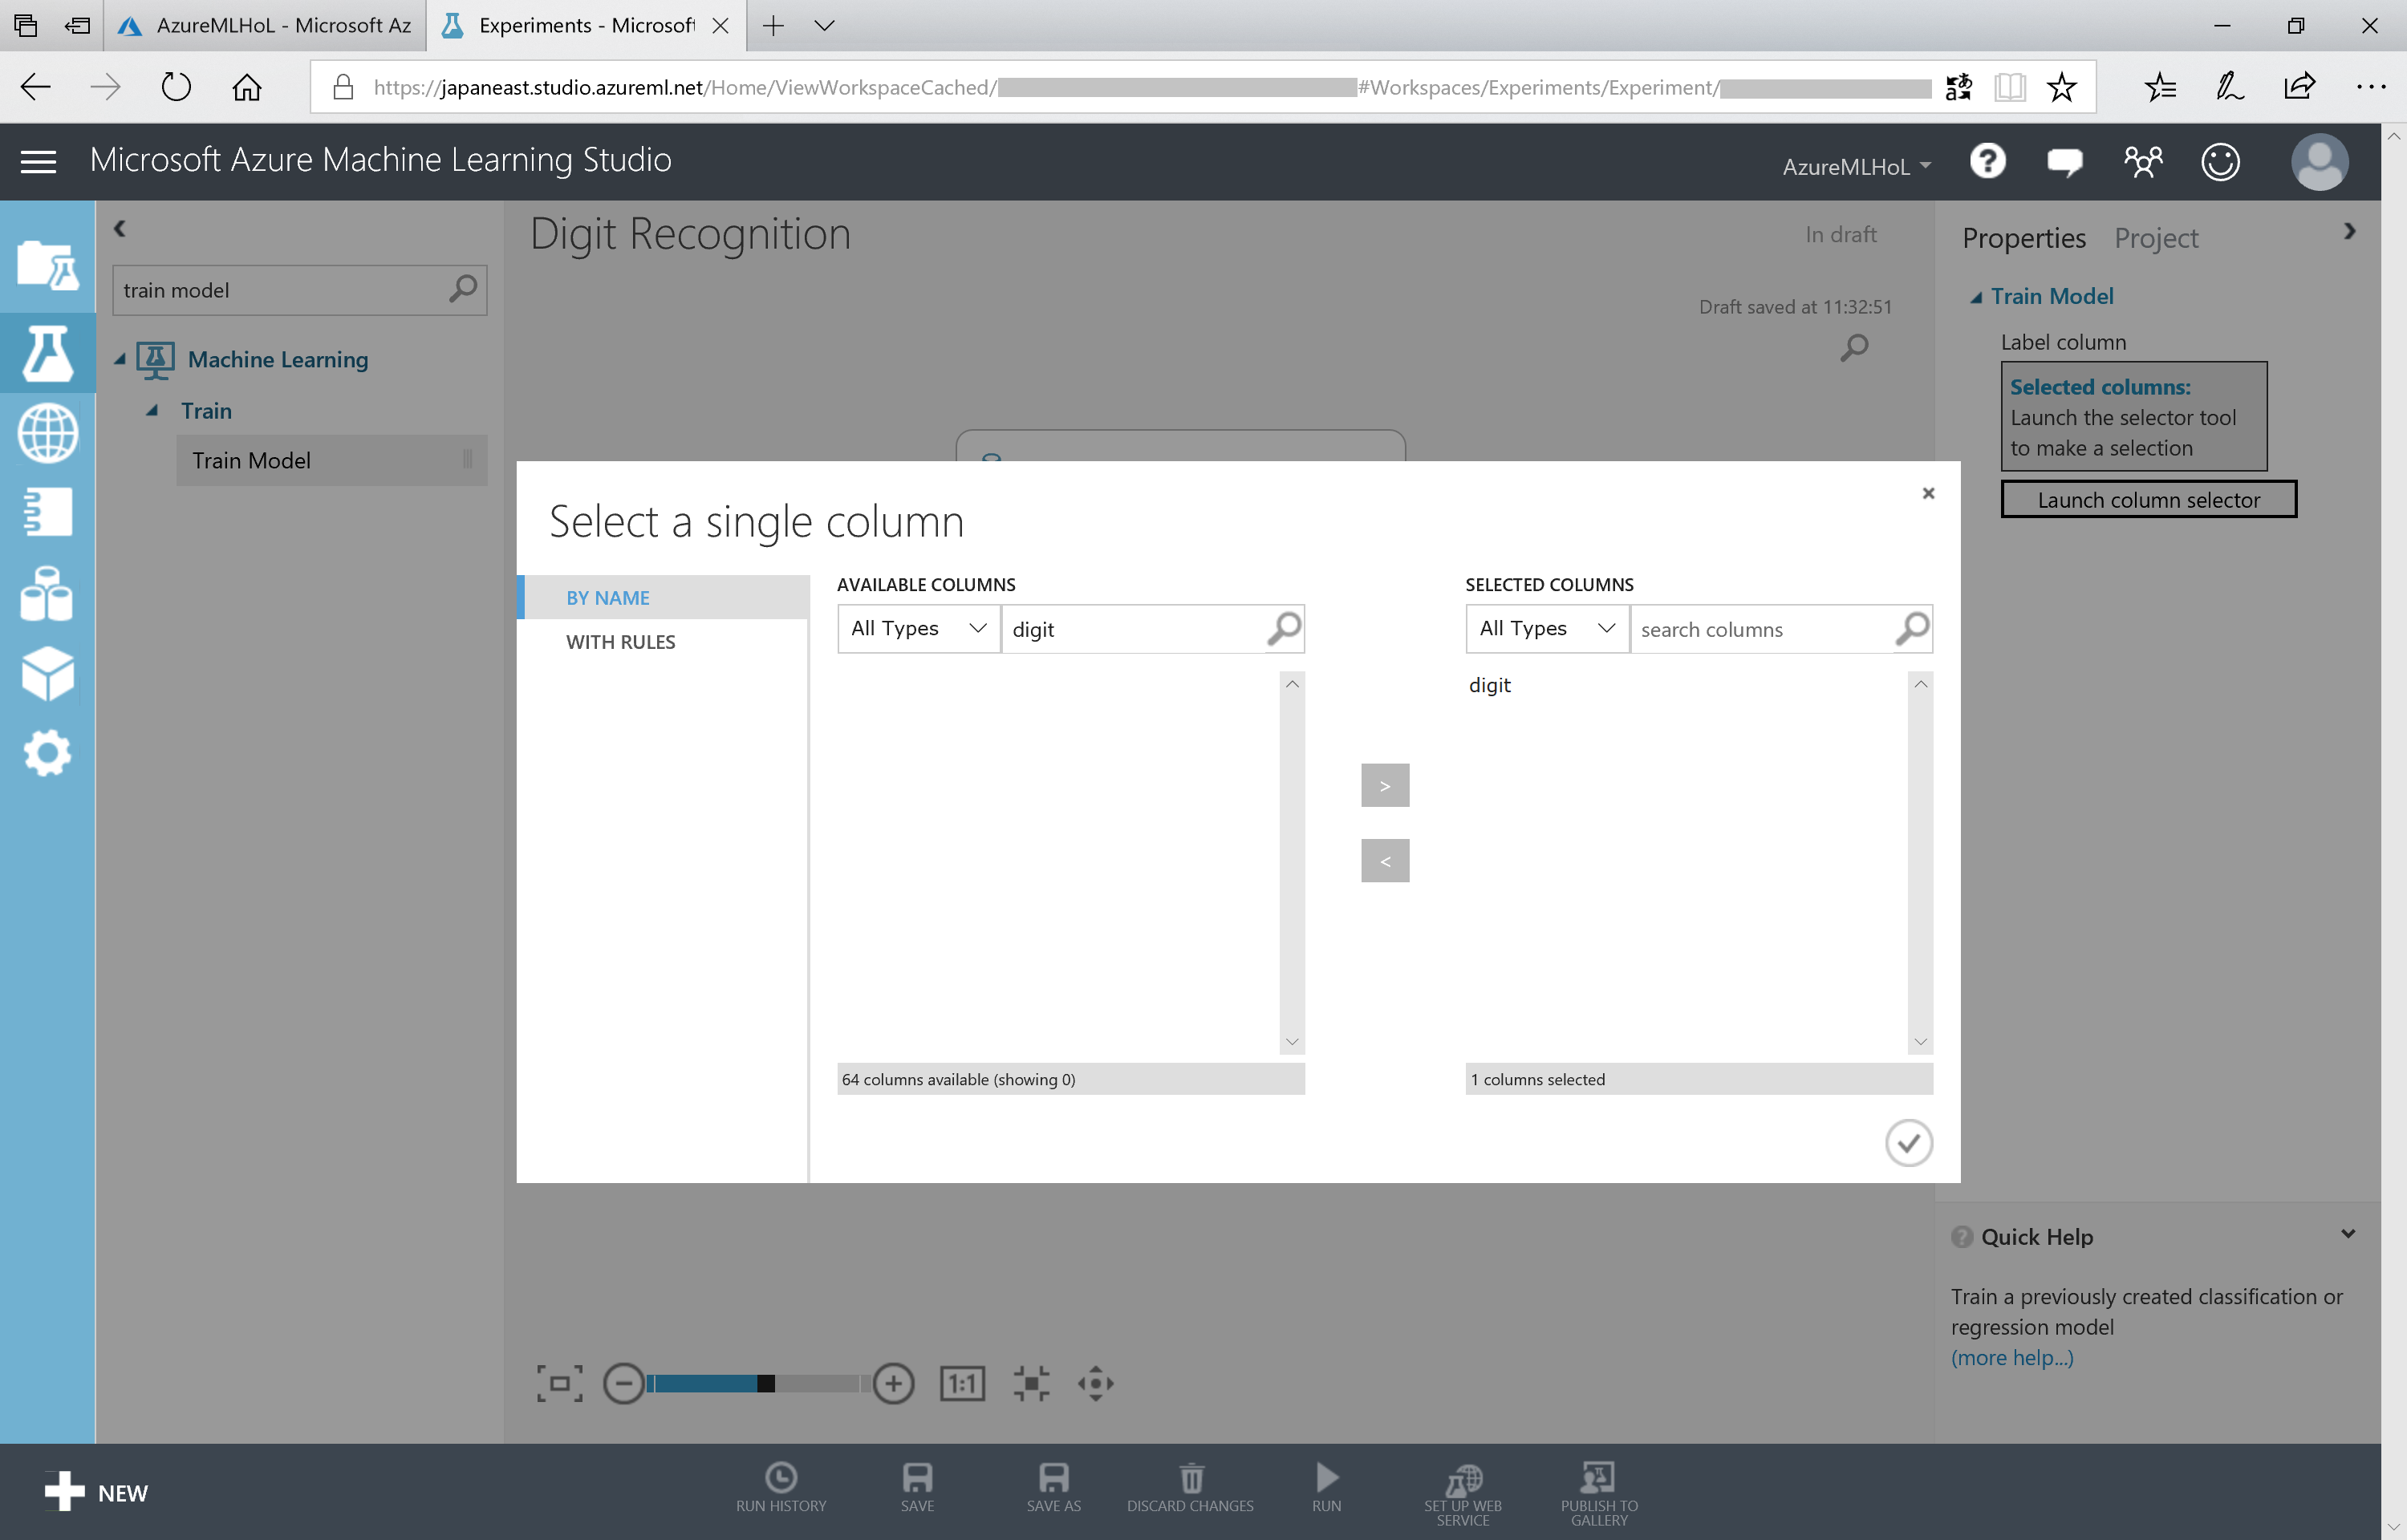 AzureMLHoL - Microsoft Az
Experiments - Microsoft
https://japaneast.studio.azureml.net/Home/ViewWorkspaceCached/ #Workspaces/Experiments/Experiment/
Microsoft Azure Machine Learning Studio
AzureMLHoL
train model
Machine Learning
Train
Train Model
Digit Recognition
In draft
Draft saved at 11:32:51
Properties Project
Train Model
Label column
Selected columns:
Launch the selector tool
to make a selection
Launch column selector
Select a single column
BY NAME
WITH RULES
AVAILABLE COLUMNS
All Types
digit
64 columns available (showing 0)
>
<
SELECTED COLUMNS
All Types
search columns
digit
1 columns selected
Quick Help
Train a previously created classification or
regression model
(more help...)
1:1
NEW
RUN HISTORY
SAVE
SAVE AS
DISCARD CHANGES
RUN
SET UP WEB
SERVICE
PUBLISH TO
GALLERY